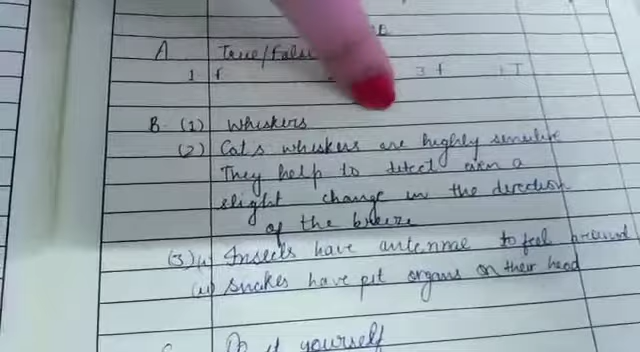 A True/False
1 f 3 f T
B (1) Whiskers
(2) Cats whiskers are highly sensitive
They help to detect even a
slight change in the direction
of the breeze
(3) (i) Insects have antennae to feel around
(ii) Snakes have pit organs on their head
Do it yourself